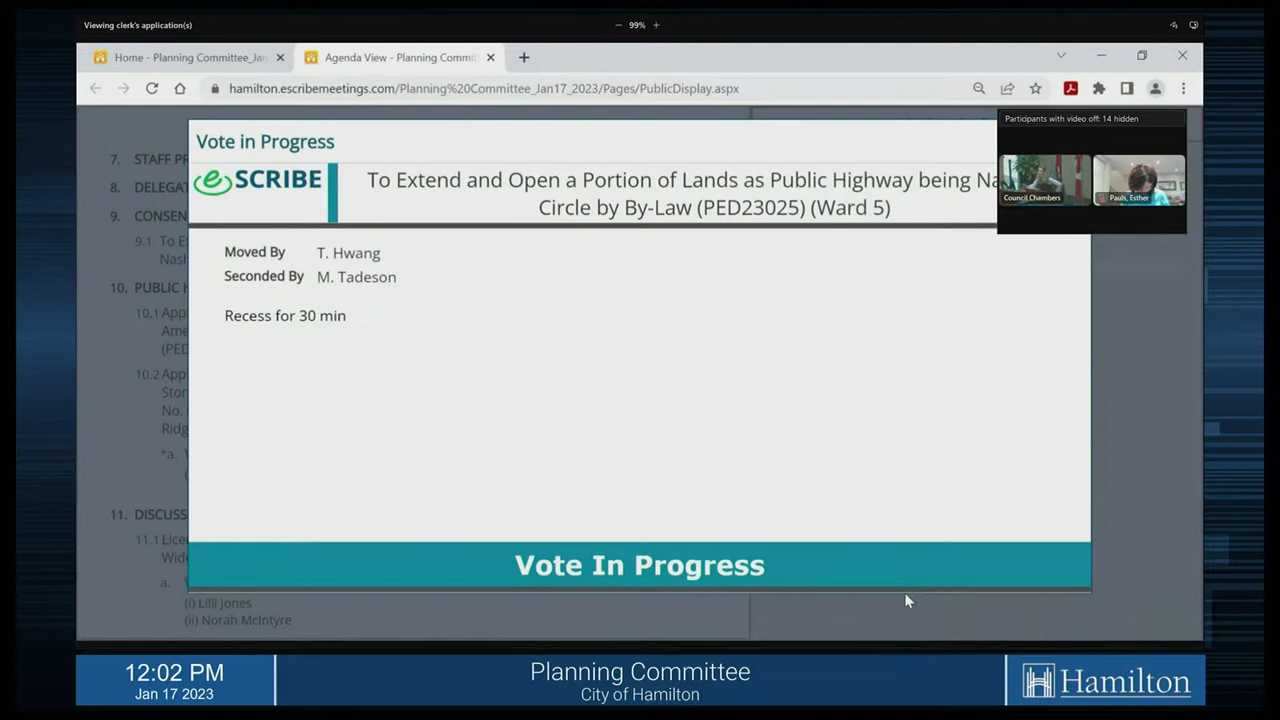 Viewing clerk's application(s)
99%
Home - Planning Committee_Jan
Agenda View - Planning Committ
hamilton.escribemeetings.com/Planning%20Committee_Jan17_2023/Pages/PublicDisplay.aspx
Participants with video off: 14 hidden
Council Chambers
Pauls, Esther
Vote in Progress
eSCRIBE
To Extend and Open a Portion of Lands as Public Highway being Na
Circle by By-Law (PED23025) (Ward 5)
Moved By T. Hwang
Seconded By M. Tadeson
Recess for 30 min
7. STAFF PR
8. DELEGAT
9. CONSEN
9.1 To Ex
Nash
10. PUBLIC H
10.1 App
Ame
(PED
10.2 App
Ston
No.
Ridg
*a. W
(
11. DISCUSS
11.1 Lice
Wide
a. W
(i) Lilli Jones
(ii) Norah McIntyre
Vote In Progress
12:02 PM
Jan 17 2023
Planning Committee
City of Hamilton
Hamilton